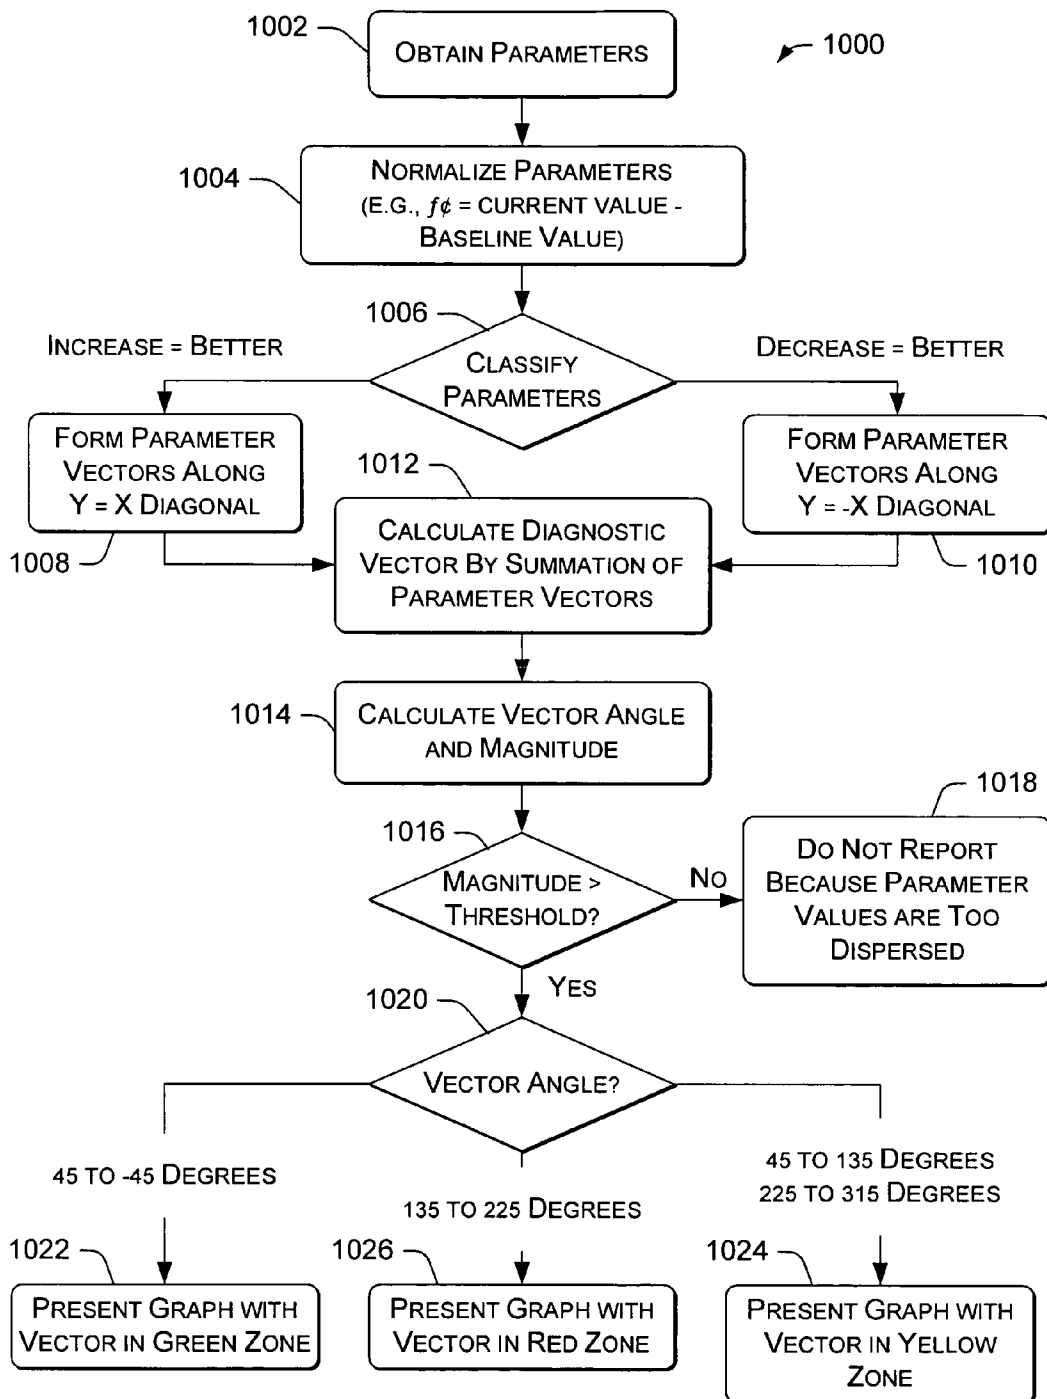 1002
OBTAIN PARAMETERS
1000
1004
NORMALIZE PARAMETERS
(E.G., ƒ¢ = CURRENT VALUE -
BASELINE VALUE)
1006
CLASSIFY
PARAMETERS
INCREASE = BETTER
DECREASE = BETTER
FORM PARAMETER
VECTORS ALONG
Y = X DIAGONAL
1008
FORM PARAMETER
VECTORS ALONG
Y = -X DIAGONAL
1010
1012
CALCULATE DIAGNOSTIC
VECTOR BY SUMMATION OF
PARAMETER VECTORS
1014
CALCULATE VECTOR ANGLE
AND MAGNITUDE
1016
MAGNITUDE >
THRESHOLD?
NO
1018
DO NOT REPORT
BECAUSE PARAMETER
VALUES ARE TOO
DISPERSED
YES
1020
VECTOR ANGLE?
45 TO -45 DEGREES
135 TO 225 DEGREES
45 TO 135 DEGREES
225 TO 315 DEGREES
1022
PRESENT GRAPH WITH
VECTOR IN GREEN ZONE
1026
PRESENT GRAPH WITH
VECTOR IN RED ZONE
1024
PRESENT GRAPH WITH
VECTOR IN YELLOW
ZONE